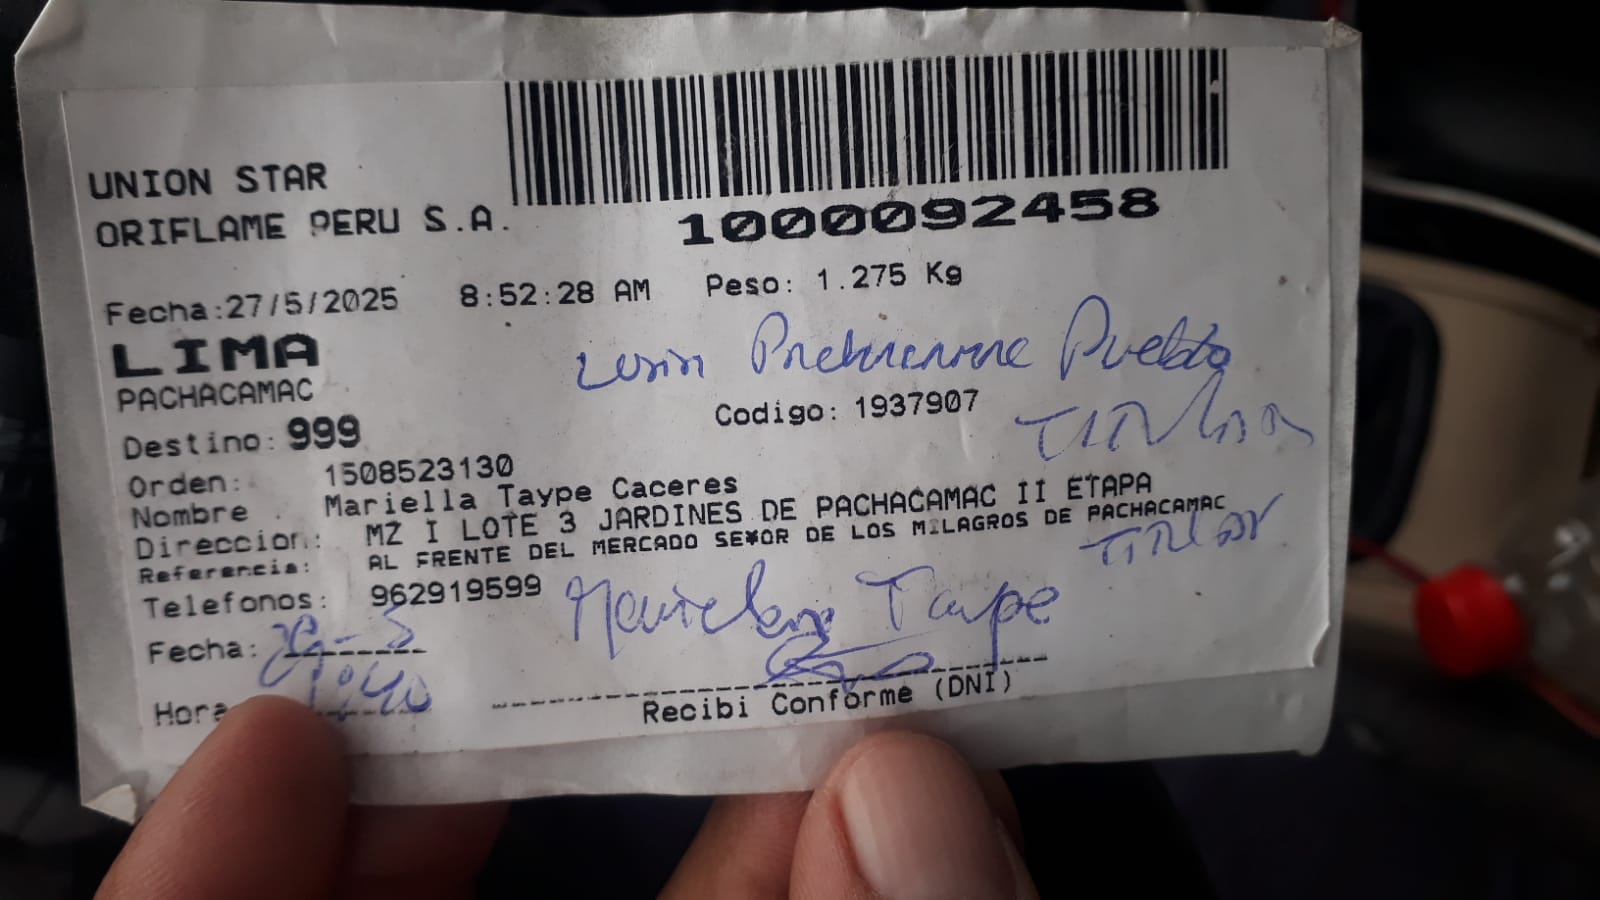 UNION STAR
ORIFLAME PERU S.A.
1000092458
Fecha:27/5/2025 8:52:28 AM Peso: 1.275 Kg
LIMA
PACHACAMAC
Pueblo
Destino: 999 Codigo: 1937907
Orden: 1508523130
Nombre : Mariella Taype Caceres
Direccion: MZ I LOTE 3 JARDINES DE PACHACAMAC II ETAPA
Referencia: AL FRENTE DEL MERCADO SE¥OR DE LOS MILAGROS DE PACHACAMAC
Telefonos: 962919599
Taype
Fecha:
Hora
Recibi Conforme (DNI)